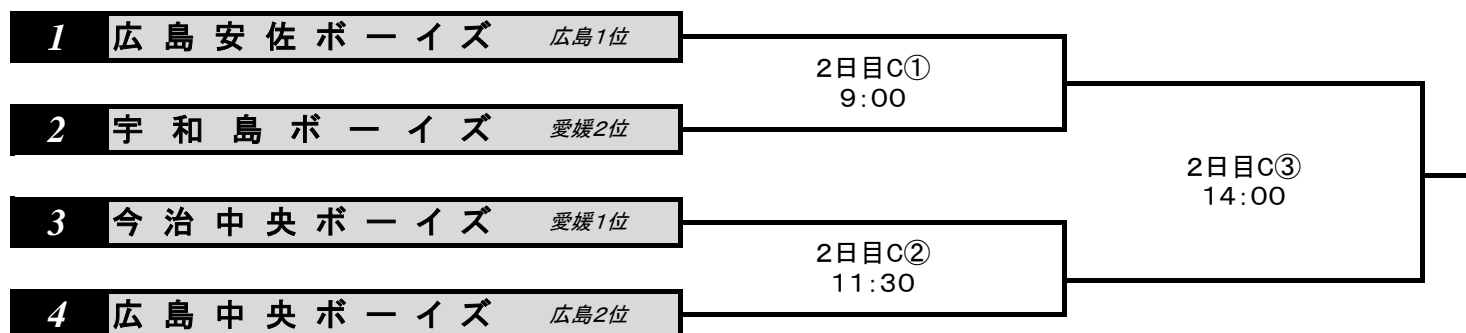 1 広島安佐ボーイズ 広島1位
2日目C①
9:00
2 宇和島ボーイズ 愛媛2位
2日目C③
14:00
3 今治中央ボーイズ 愛媛1位
2日目C②
11:30
4 広島中央ボーイズ 広島2位